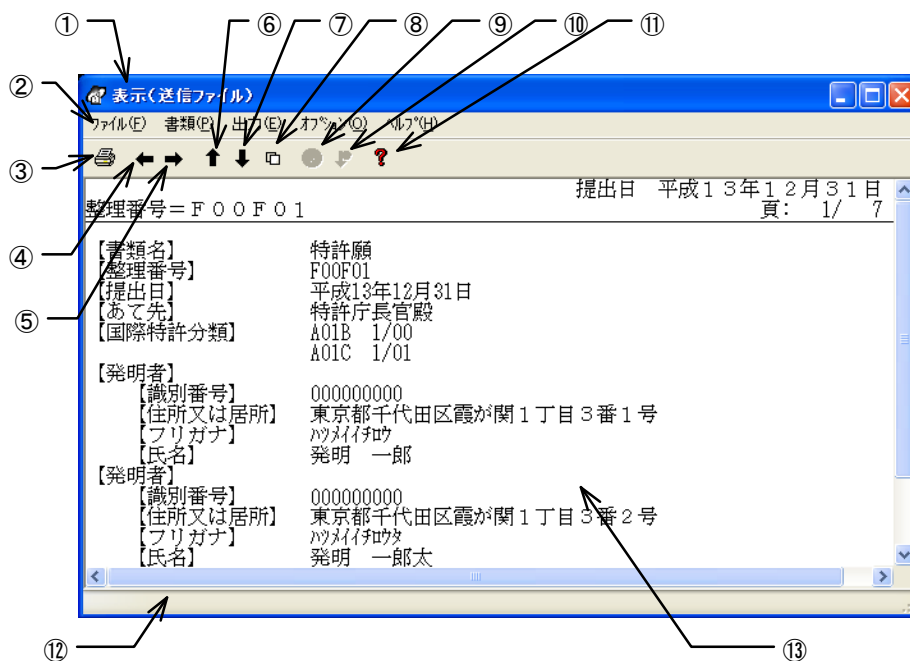 ① ⑥ ⑦ ⑧ ⑨ ⑩ ⑪
②
表示(送信ファイル)
ファイル(F) 書類(P) 出力(E) オプション(O) ヘルプ(H)
③
提出日 平成13年12月31日
整理番号=F00F01 頁: 1/ 7
④
【書類名】 特許願
【整理番号】 F00F01
【提出日】 平成13年12月31日
⑤
【あて先】 特許庁長官殿
【国際特許分類】 A01B 1/00
A01C 1/01
【発明者】
【識別番号】 000000000
【住所又は居所】 東京都千代田区霞が関1丁目3番1号
【フリガナ】 ハツメイイチロウ
【氏名】 発明 一郎
【発明者】
【識別番号】 000000000
【住所又は居所】 東京都千代田区霞が関1丁目3番2号
【フリガナ】 ハツメイイチロウタ
【氏名】 発明 一郎太
⑫ ⑬